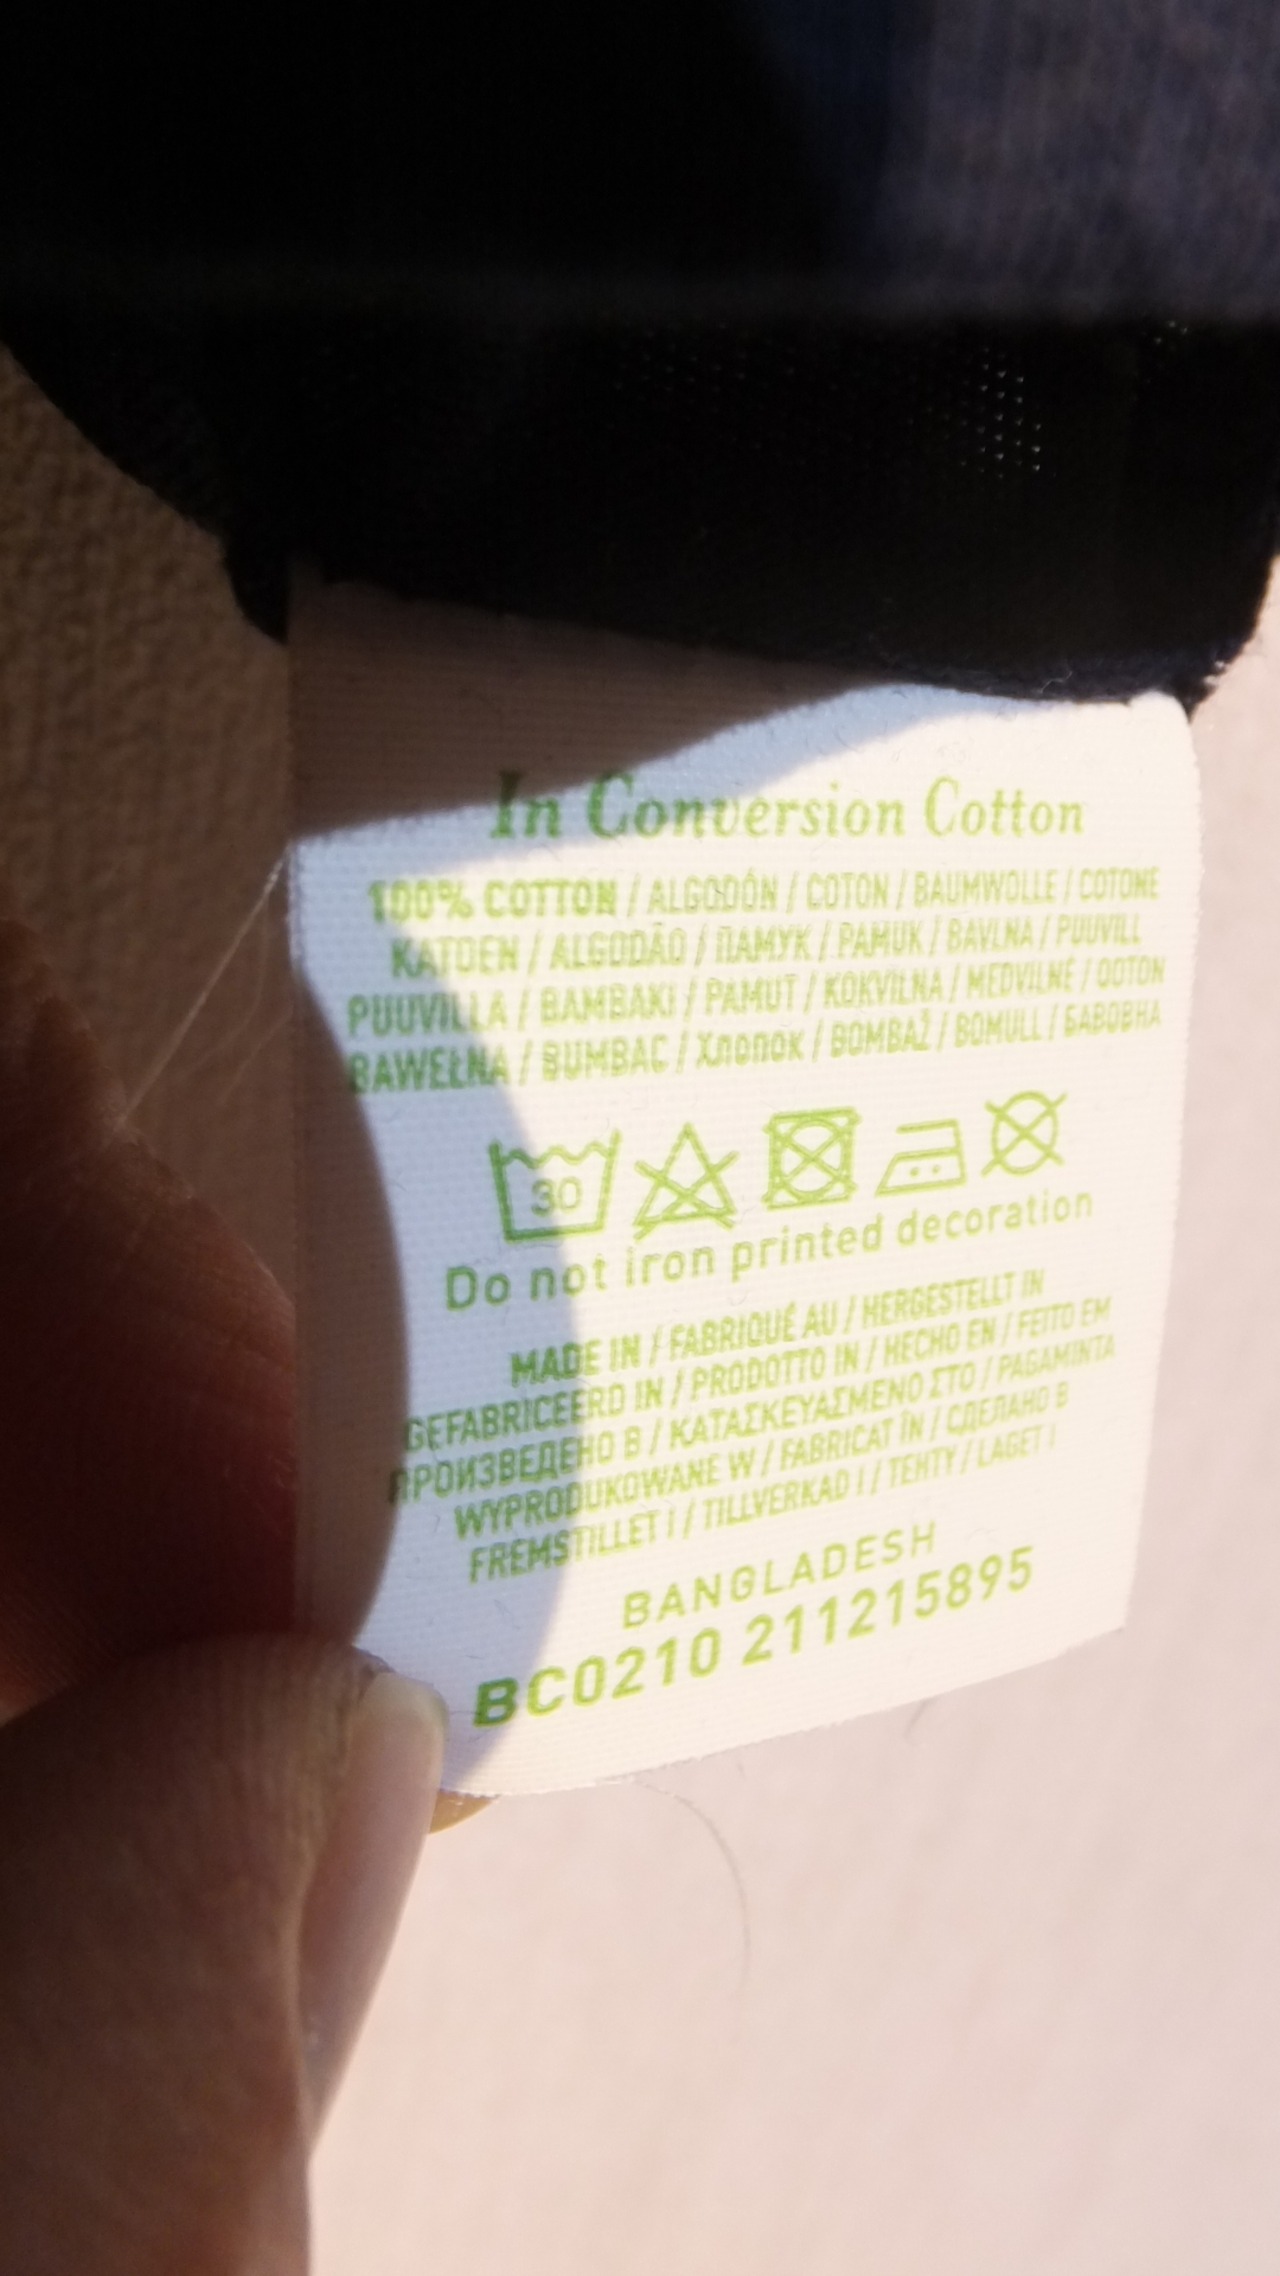 In Conversion Cotton
100% COTTON / ALGODÓN / COTON / BAUMWOLLE / COTONE
KATOEN / ALGODÃO / ПАМУК / PAMUK / BAVLNA / PUUVILL
PUUVILLA / BAMBAKI / PAMUT / KOKVILNA / MEDVILNĖ / OOTON
BAWEŁNA / BUMBAC / Хлопок / BOMBAŽ / BOMULL / БАВОВНА
30
Do not iron printed decoration
MADE IN / FABRIQUÉ AU / HERGESTELLT IN
GEFABRICEERD IN / PRODOTTO IN / HECHO EN / FEITO EM
ПРОИЗВЕДЕНО В / ΚΑΤΑΣΚΕΥΑΣΜΕΝΟ ΣΤΟ / PAGAMINTA
WYPRODUKOWANE W / FABRICAT ÎN / СДЕЛАНО В
FREMSTILLET I / TILLVERKAD I / TEHTY / LAGET I
BANGLADESH
BC0210 211215895